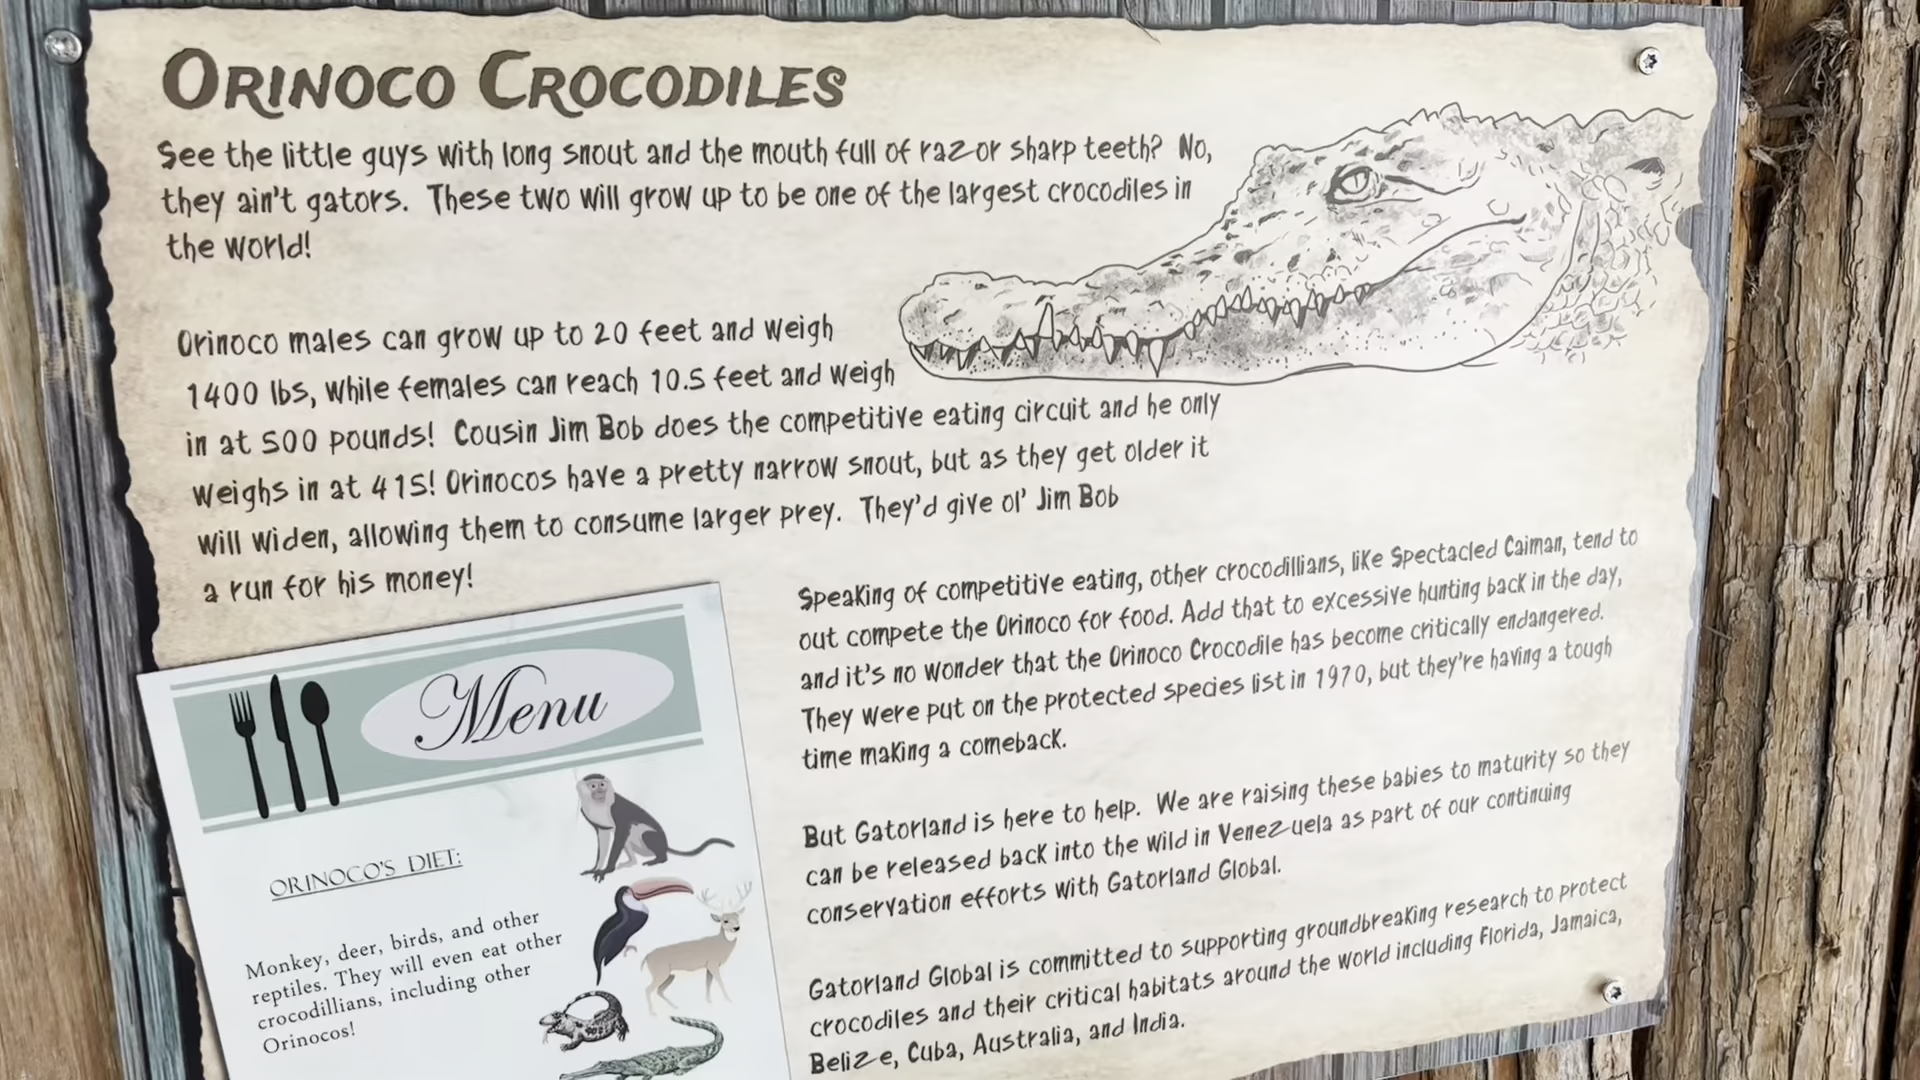 Orinoco Crocodiles
See the little guys with long snout and the mouth full of razor sharp teeth? No,
they ain't gators. These two will grow up to be one of the largest crocodiles in
the world!
Orinoco males can grow up to 20 feet and weigh
1400 lbs, while females can reach 10.5 feet and weigh
in at 500 pounds! Cousin Jim Bob does the competitive eating circuit and he only
weighs in at 415! Orinocos have a pretty narrow snout, but as they get older it
will widen, allowing them to consume larger prey. They'd give ol' Jim Bob
a run for his money!
Speaking of competitive eating, other crocodillians, like Spectacled Caiman, tend to
out compete the Orinoco for food. Add that to excessive hunting back in the day,
and it's no wonder that the Orinoco Crocodile has become critically endangered.
They were put on the protected species list in 1970, but they're having a tough
time making a comeback.
But Gatorland is here to help. We are raising these babies to maturity so they
can be released back into the wild in Venezuela as part of our continuing
conservation efforts with Gatorland Global.
Gatorland Global is committed to supporting groundbreaking research to protect
crocodiles and their critical habitats around the world including Florida, Jamaica,
Belize, Cuba, Australia, and India.
Menu
ORINOCO'S DIET:
Monkey, deer, birds, and other
reptiles. They will even eat other
crocodillians, including other
Orinocos!